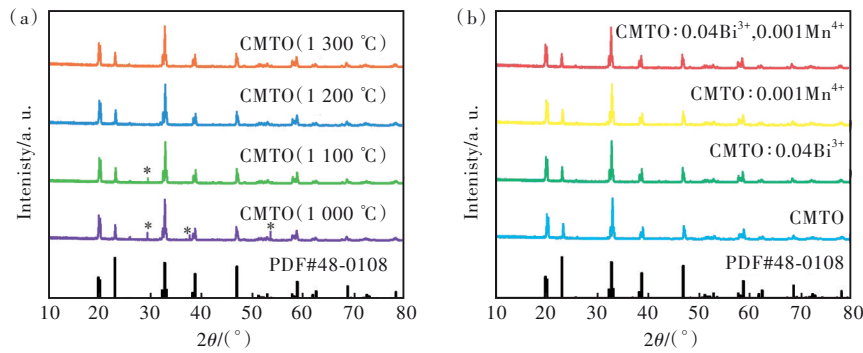 (a)
CMTO(1 300 ℃)
CMTO(1 200 ℃)
CMTO(1 100 ℃)
*
CMTO(1 000 ℃)
* * *
PDF#48-0108
Intenisty/a. u.
10 20 30 40 50 60 70 80
2θ/(°)
(b)
CMTO:0.04Bi³⁺,0.001Mn⁴⁺
CMTO:0.001Mn⁴⁺
CMTO:0.04Bi³⁺
CMTO
PDF#48-0108
Intenisty/a. u.
10 20 30 40 50 60 70 80
2θ/(°)